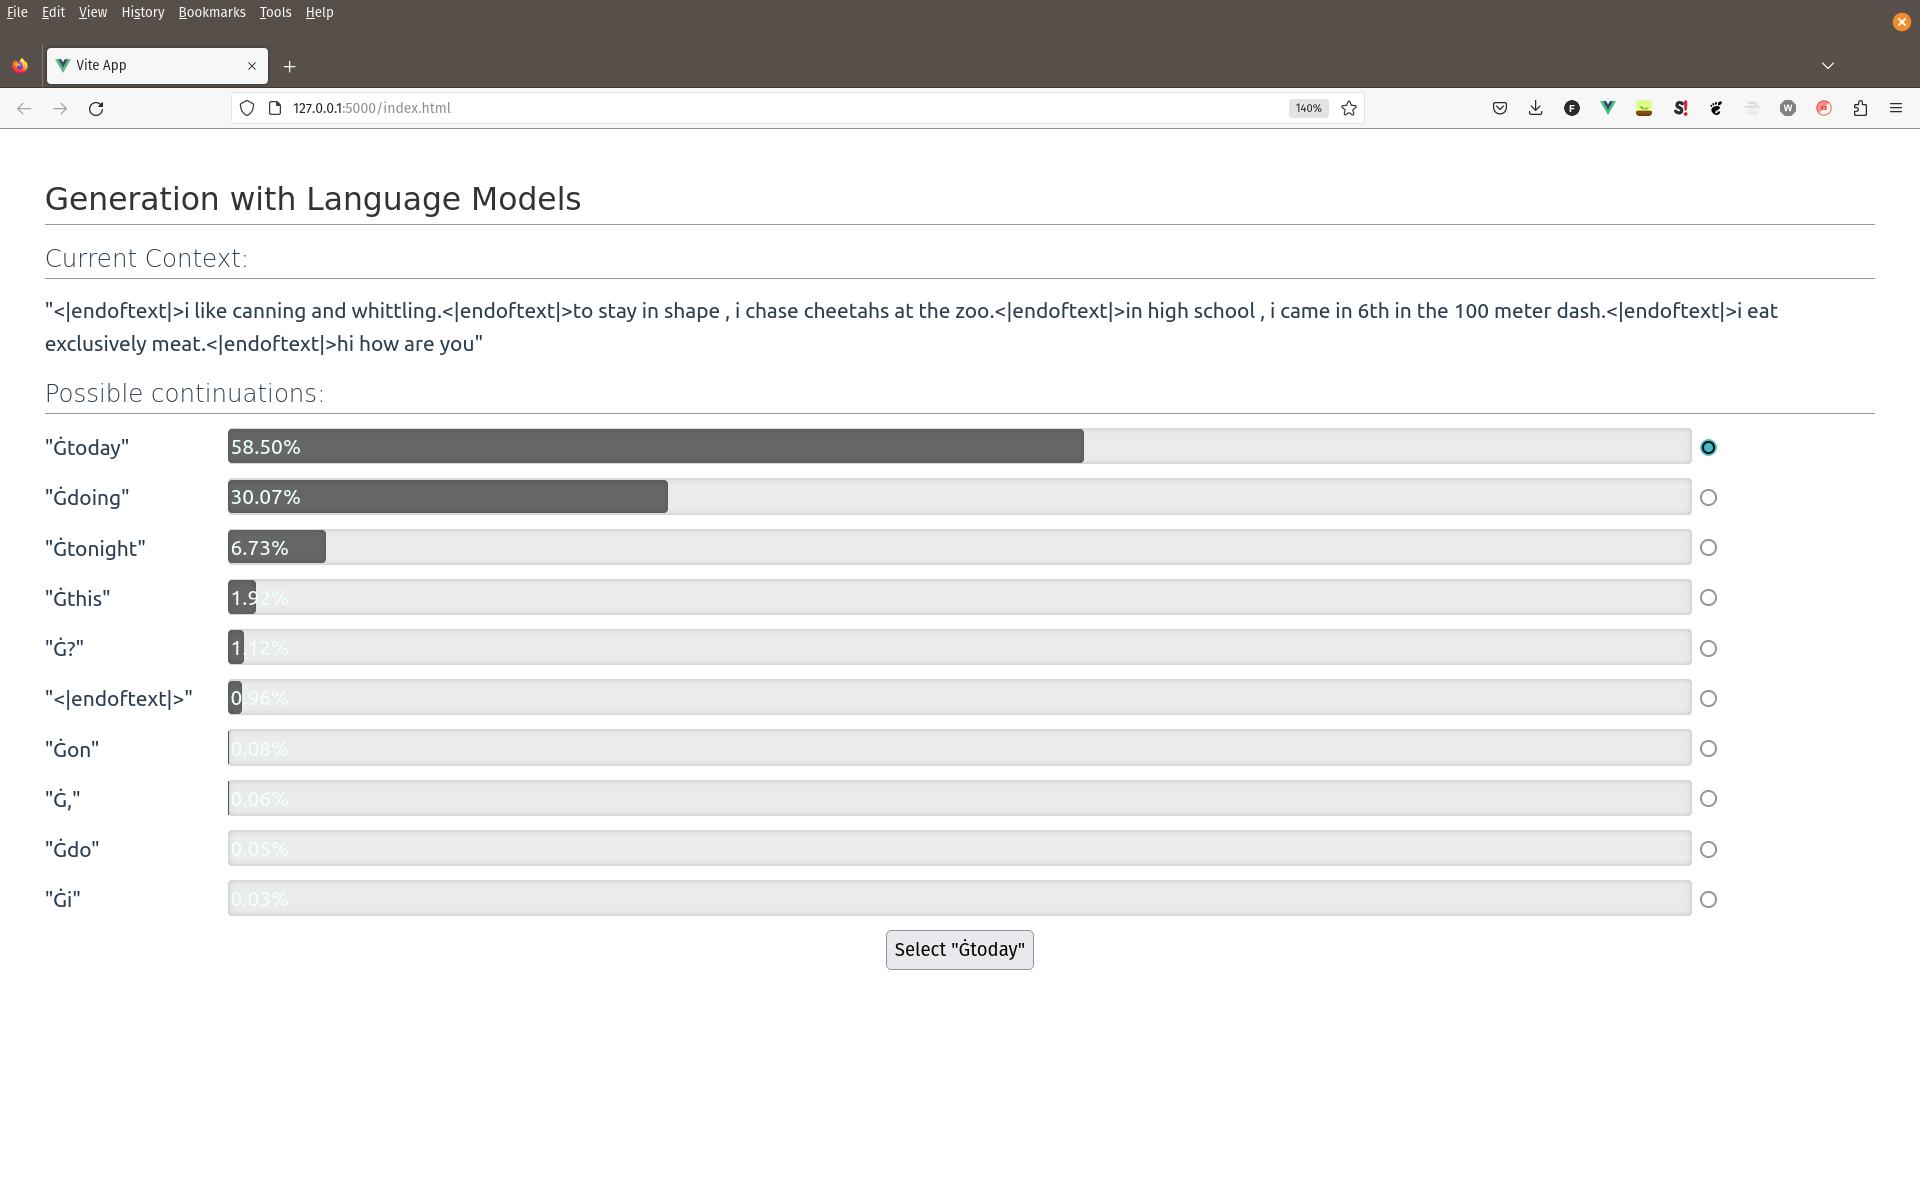 File Edit View History Bookmarks Tools Help
Vite App
127.0.0.1:5000/index.html 140% F S! W
Generation with Language Models
Current Context:
"<|endoftext|>i like canning and whittling.<|endoftext|>to stay in shape , i chase cheetahs at the zoo.<|endoftext|>in high school , i came in 6th in the 100 meter dash.<|endoftext|>i eat
exclusively meat.<|endoftext|>hi how are you"
Possible continuations:
"Ġtoday" 58.50%
"Ġdoing" 30.07%
"Ġtonight" 6.73%
"Ġthis" 1.92%
"Ġ?" 1.12%
"<|endoftext|>" 0.96%
"Ġon" 0.08%
"Ġ," 0.06%
"Ġdo" 0.05%
"Ġi" 0.03%
Select "Ġtoday"